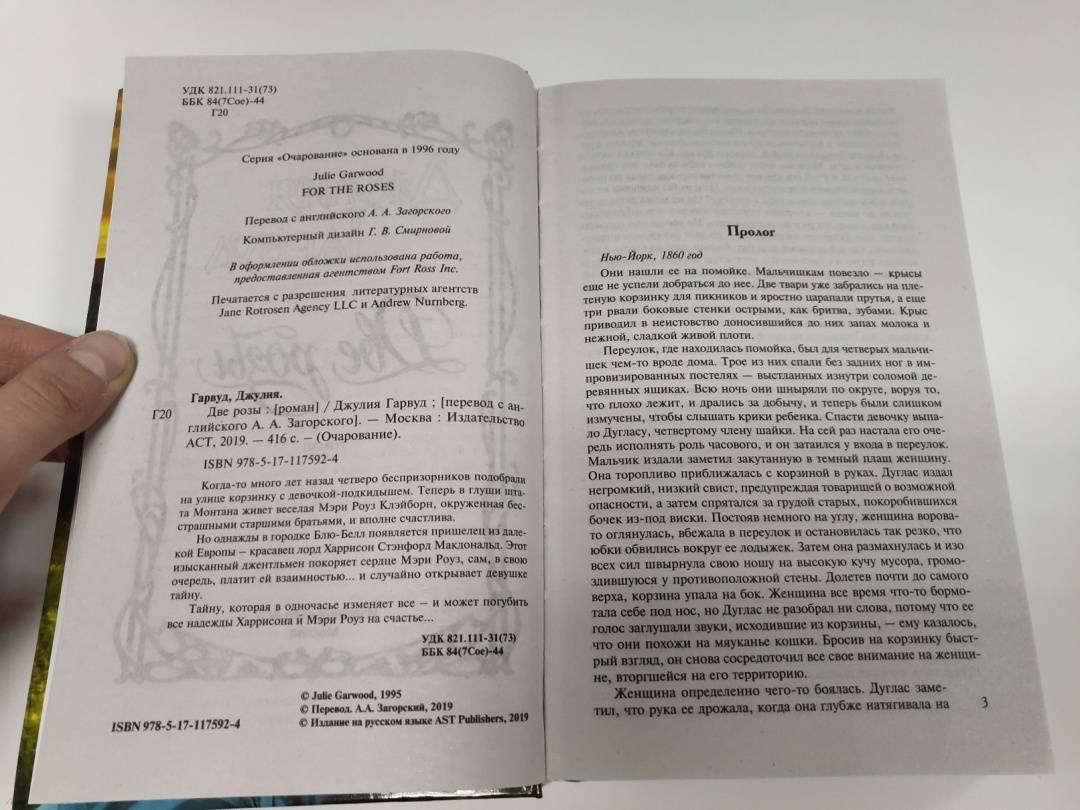 УДК 821.111-31(73)
ББК 84(7Сое)-44
Г20
Серия «Очарование» основана в 1996 году
Julie Garwood
FOR THE ROSES
Перевод с английского А. А. Загорского
Компьютерный дизайн Г. В. Смирновой
В оформлении обложки использована работа,
предоставленная агентством Fort Ross Inc.
Печатается с разрешения литературных агентств
Jane Rotrosen Agency LLC и Andrew Nurnberg.
Гарвуд, Джулия.
Г20 Две розы : [роман] / Джулия Гарвуд ; [перевод с ан-
глийского А. А. Загорского]. — Москва : Издательство
АСТ, 2019. — 416 с. — (Очарование).
ISBN 978-5-17-117592-4
Когда-то много лет назад четверо беспризорников подобрали
на улице корзинку с девочкой-подкидышем. Теперь в глуши шта-
та Монтана живет веселая Мэри Роуз Клэйборн, окруженная бес-
страшными старшими братьями, и вполне счастлива.
Но однажды в городке Блю-Белл появляется пришелец из дале-
кой Европы – красавец лорд Харрисон Стэнфорд Макдональд. Этот
изысканный джентльмен покоряет сердце Мэри Роуз, сам, в свою
очередь, платит ей взаимностью... и случайно открывает девушке
тайну.
Тайну, которая в одночасье изменяет все – и может погубить
все надежды Харрисона и Мэри Роуз на счастье...
УДК 821.111-31(73)
ББК 84(7Сое)-44
© Julie Garwood, 1995
© Перевод. А.А. Загорский, 2019
ISBN 978-5-17-117592-4 © Издание на русском языке AST Publishers, 2019
Две розы
Пролог
Нью-Йорк, 1860 год
Они нашли ее на помойке. Мальчишкам повезло — крысы
еще не успели добраться до нее. Две твари уже забрались на пле-
теную корзинку для пикников и яростно царапали прутья, а еще
три рвали боковые стенки острыми, как бритва, зубами. Крыс
приводил в неистовство доносившийся до них запах молока и
нежной, сладкой живой плоти.
Переулок, где находилась помойка, был для четверых мальчи-
шек чем-то вроде дома. Трое из них спали без задних ног в им-
провизированных постелях — выстланных изнутри соломой де-
ревянных ящиках. Всю ночь они шныряли по округе, воруя то,
что плохо лежит, и дрались за добычу, и теперь были слишком
измучены, чтобы слышать крики ребенка. Спасти девочку выпа-
ло Дугласу, четвертому члену шайки. На сей раз настала его оче-
редь исполнять роль часового, и он затаился у входа в переулок.
Мальчик издали заметил закутанную в темный плащ женщину.
Она торопливо приближалась с корзиной в руках. Дуглас издал
негромкий, низкий свист, предупреждая товарищей о возможной
опасности, а затем спрятался за грудой старых, покоробившихся
бочек из-под виски. Постояв немного на углу, женщина ворова-
то оглянулась, вбежала в переулок и остановилась так резко, что
юбки обвились вокруг ее лодыжек. Затем она размахнулась и изо
всех сил швырнула свою ношу на высокую кучу мусора, громо-
здившуюся у противоположной стены. Долетев почти до самого
верха, корзина упала на бок. Женщина все время что-то бормо-
тала себе под нос, но Дуглас не разобрал ни слова, потому что ее
голос заглушали звуки, исходившие из корзины, — ему казалось,
что они похожи на мяуканье кошки. Бросив на корзинку быст-
рый взгляд, он снова сосредоточил все свое внимание на женщи-
не, вторгшейся на его территорию.
Женщина определенно чего-то боялась. Дуглас заме-
тил, что рука ее дрожала, когда она глубже натягивала на
3